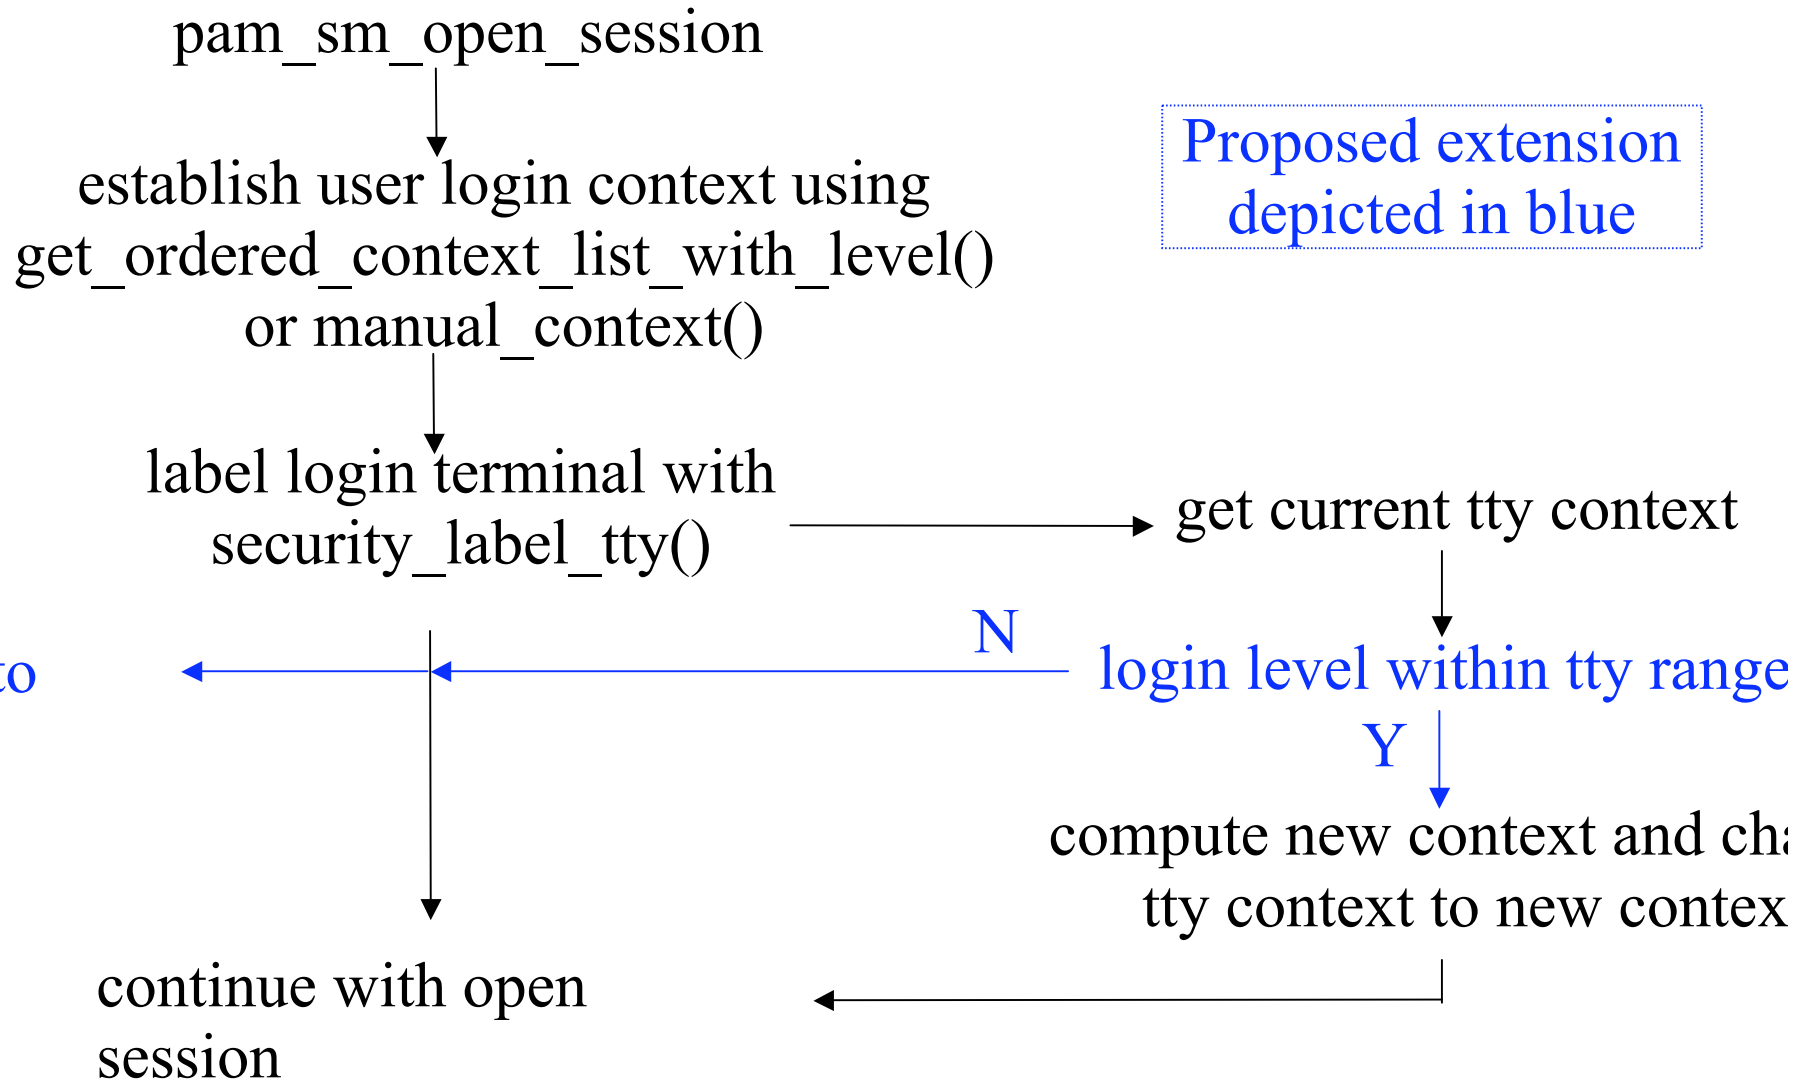 pam_sm_open_session
Proposed extension
depicted in blue
establish user login context using
get_ordered_context_list_with_level()
or manual_context()
label login terminal with
security_label_tty()
get current tty context
N
to
login level within tty range
Y
compute new context and
tty context to new
continue with open
session